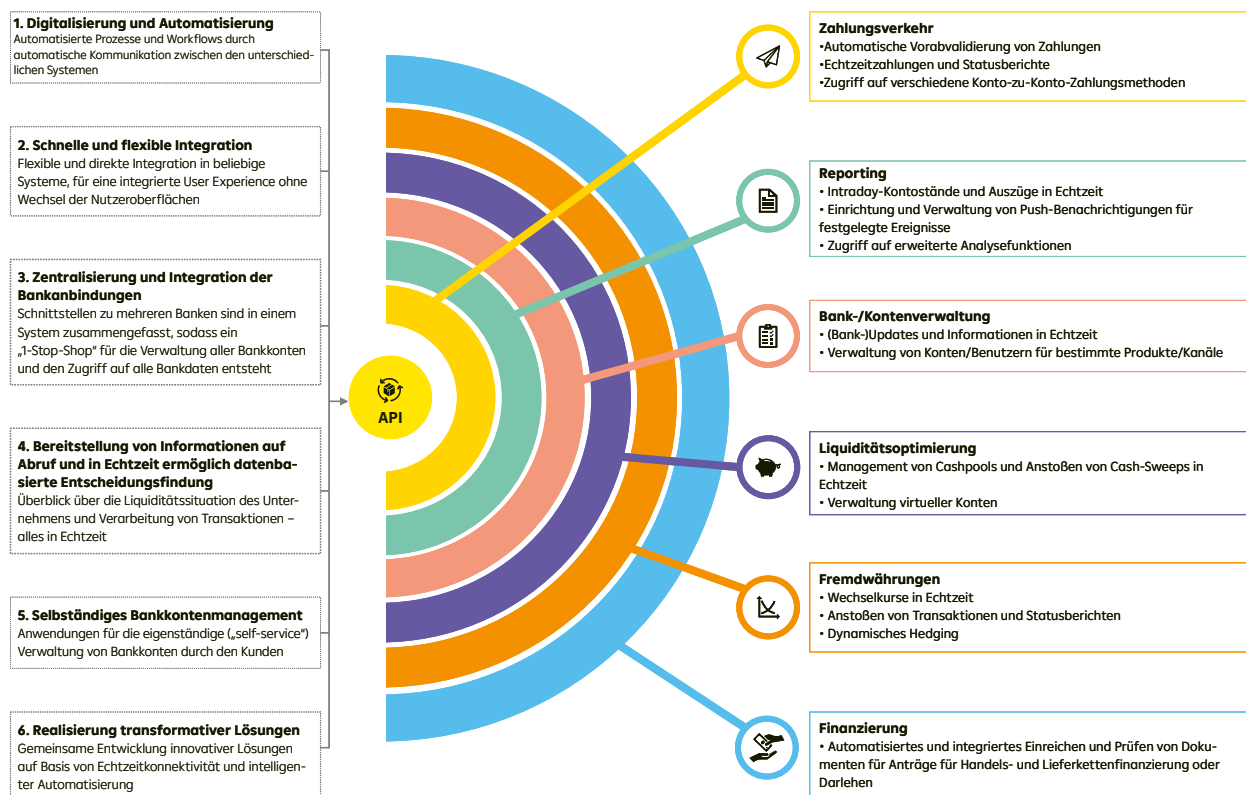 1. Digitalisierung und Automatisierung
Automatisierte Prozesse und Workflows durch
automatische Kommunikation zwischen den unterschied-
lichen Systemen
2. Schnelle und flexible Integration
Flexible und direkte Integration in beliebige
Systeme, für eine integrierte User Experience ohne
Wechsel der Nutzeroberflächen
3. Zentralisierung und Integration der
Bankanbindungen
Schnittstellen zu mehreren Banken sind in einem
System zusammengefasst, sodass ein
„1-Stop-Shop“ für die Verwaltung aller Bankkonten
und den Zugriff auf alle Bankdaten entsteht
4. Bereitstellung von Informationen auf
Abruf und in Echtzeit ermöglich datenba-
sierte Entscheidungsfindung
Überblick über die Liquiditätssituation des Unter-
nehmens und Verarbeitung von Transaktionen –
alles in Echtzeit
5. Selbständiges Bankkontenmanagement
Anwendungen für die eigenständige („self-service“)
Verwaltung von Bankkonten durch den Kunden
6. Realisierung transformativer Lösungen
Gemeinsame Entwicklung innovativer Lösungen
auf Basis von Echtzeitkonnektivität und intelligen-
ter Automatisierung
API
Zahlungsverkehr
•Automatische Vorabvalidierung von Zahlungen
•Echtzeitzahlungen und Statusberichte
•Zugriff auf verschiedene Konto-zu-Konto-Zahlungsmethoden
Reporting
• Intraday-Kontostände und Auszüge in Echtzeit
• Einrichtung und Verwaltung von Push-Benachrichtigungen für
festgelegte Ereignisse
• Zugriff auf erweiterte Analysefunktionen
Bank-/Kontenverwaltung
• (Bank-)Updates und Informationen in Echtzeit
• Verwaltung von Konten/Benutzern für bestimmte Produkte/Kanäle
Liquiditätsoptimierung
• Management von Cashpools und Anstoßen von Cash-Sweeps in
Echtzeit
• Verwaltung virtueller Konten
Fremdwährungen
• Wechselkurse in Echtzeit
• Anstoßen von Transaktionen und Statusberichten
• Dynamisches Hedging
Finanzierung
• Automatisiertes und integriertes Einreichen und Prüfen von Doku-
menten für Anträge für Handels- und Lieferkettenfinanzierung oder
Darlehen